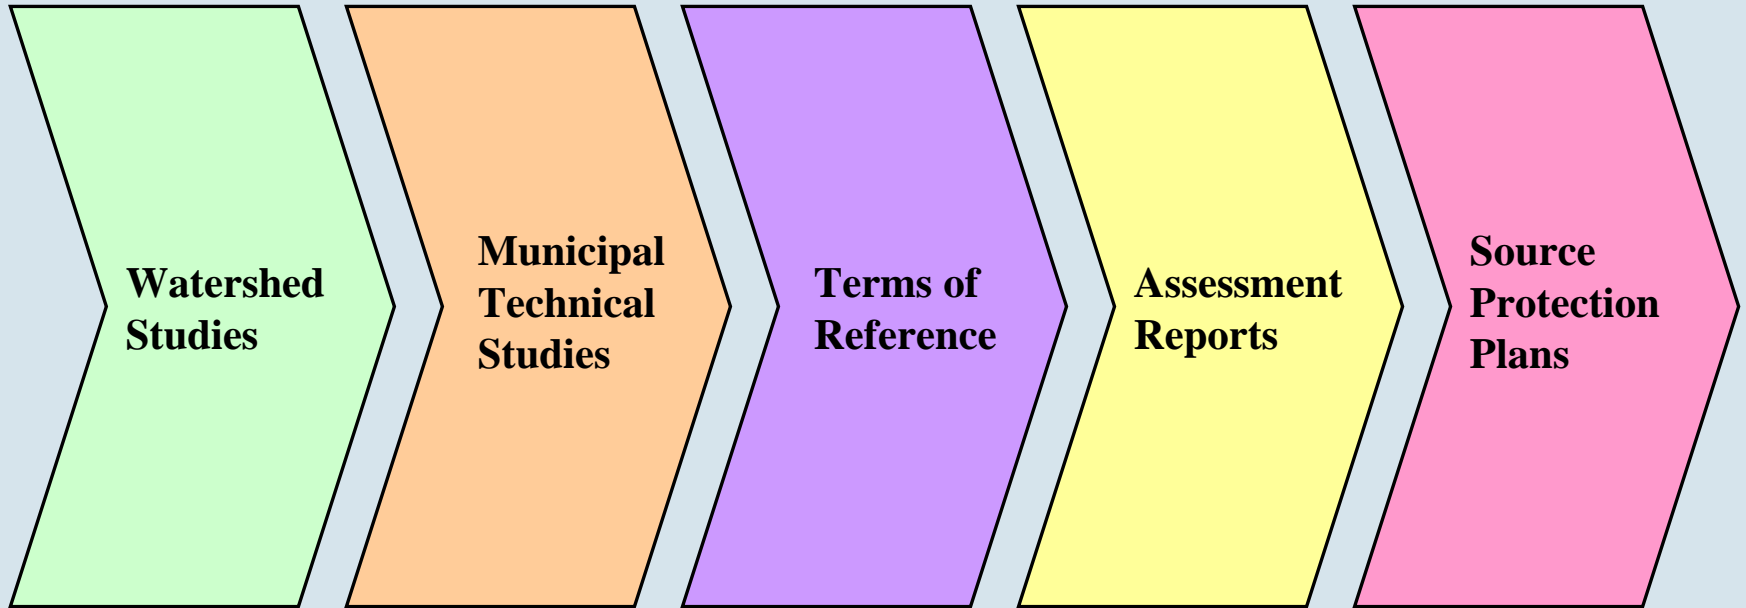 Watershed
Studies
Municipal
Technical
Studies
Terms of
Reference
Assessment
Reports
Source
Protection
Plans